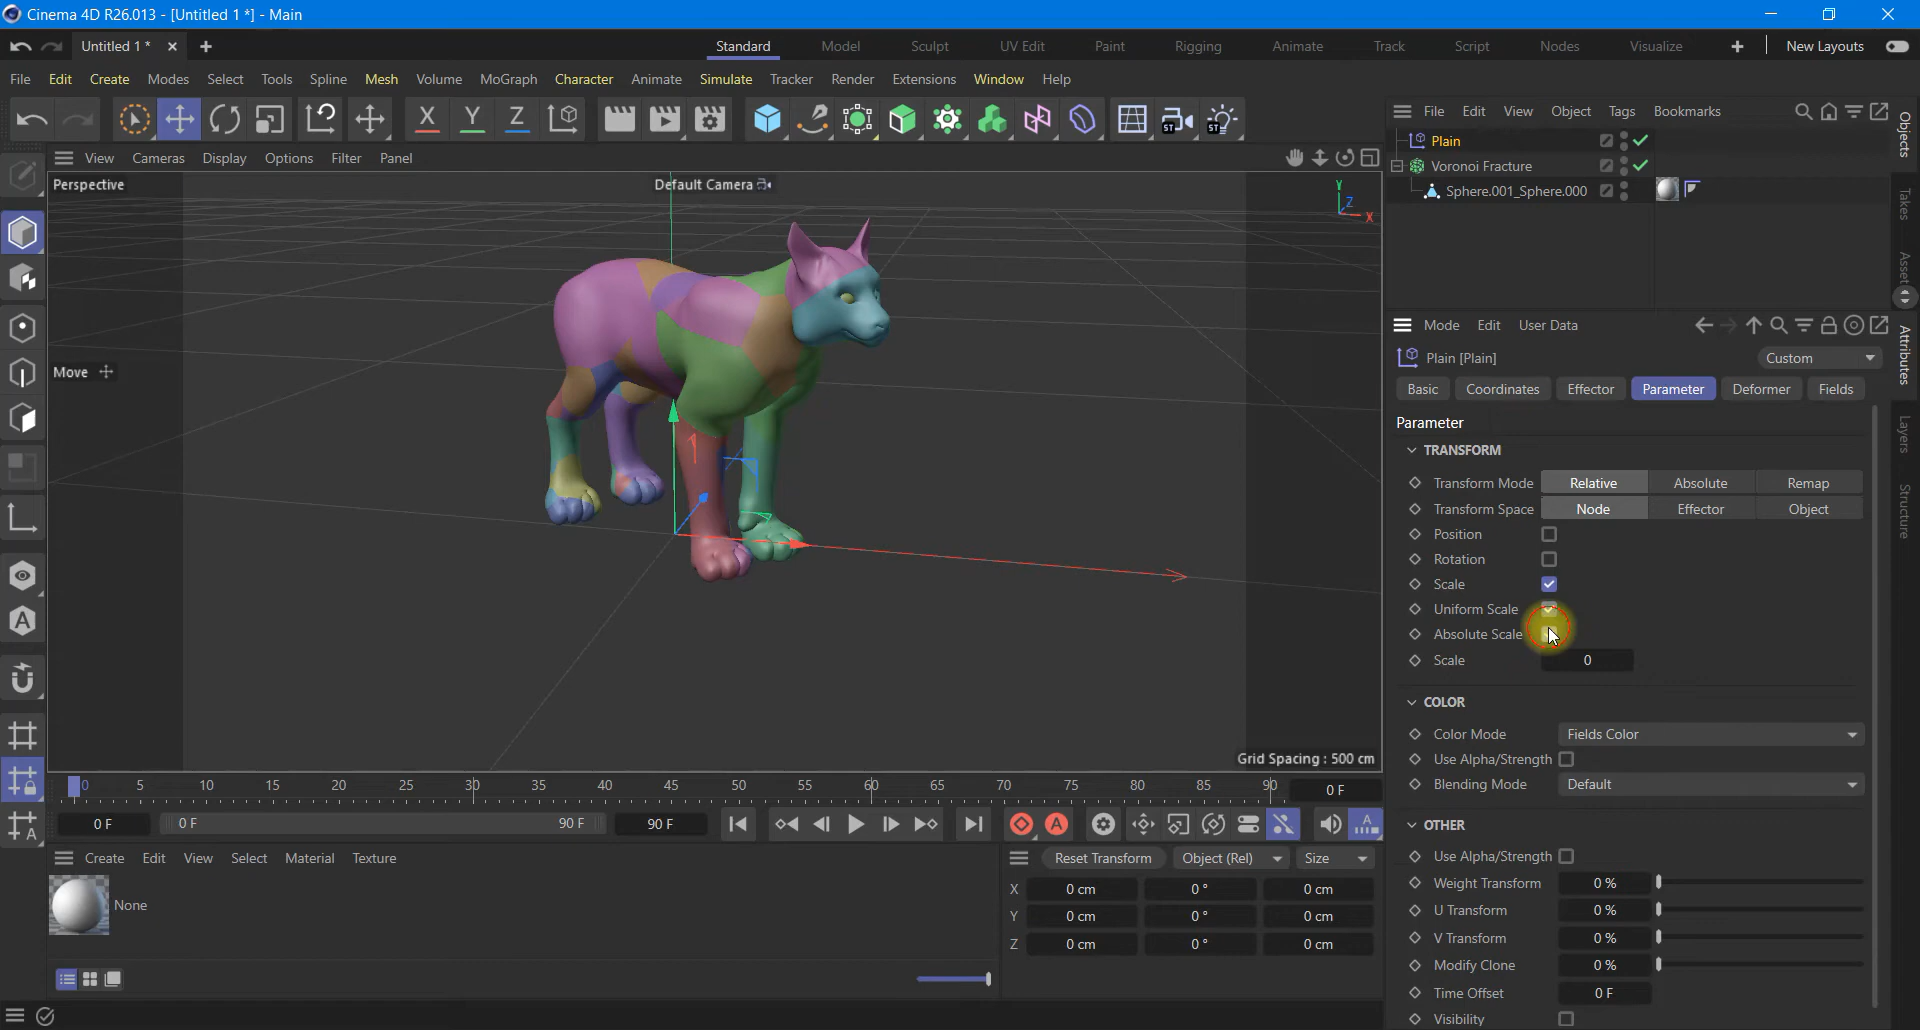 Cinema 4D R26.013 - [Untitled 1 *] - Main
Untitled 1 *
Standard Model Sculpt UV Edit Paint Rigging Animate Track Script Nodes Visualize New Layouts
File Edit Create Modes Select Tools Spline Mesh Volume MoGraph Character Animate Simulate Tracker Render Extensions Window Help
X Y Z ST ST
File Edit View Object Tags Bookmarks
Plain
Voronoi Fracture
Sphere.001_Sphere.000
Objects
Takes
Attributes
Layers
Structure
View Cameras Display Options Filter Panel
Perspective
Default Camera
Y
Z
X
Move
Grid Spacing : 500 cm
Mode Edit User Data
Plain [Plain]
Custom
Basic Coordinates Effector Parameter Deformer Fields
Parameter
TRANSFORM
Transform Mode Relative Absolute Remap
Transform Space Node Effector Object
Position
Rotation
Scale
Uniform Scale
Absolute Scale
Scale 0
COLOR
Color Mode Fields Color
Use Alpha/Strength
Blending Mode Default
OTHER
Use Alpha/Strength
Weight Transform 0 %
U Transform 0 %
V Transform 0 %
Modify Clone 0 %
Time Offset 0 F
Visibility
0 5 10 15 20 25 30 35 40 45 50 55 60 65 70 75 80 85 90 0 F
0 F 0 F 90 F 90 F
Create Edit View Select Material Texture
None
Reset Transform Object (Rel) Size
X 0 cm 0 ° 0 cm
Y 0 cm 0 ° 0 cm
Z 0 cm 0 ° 0 cm